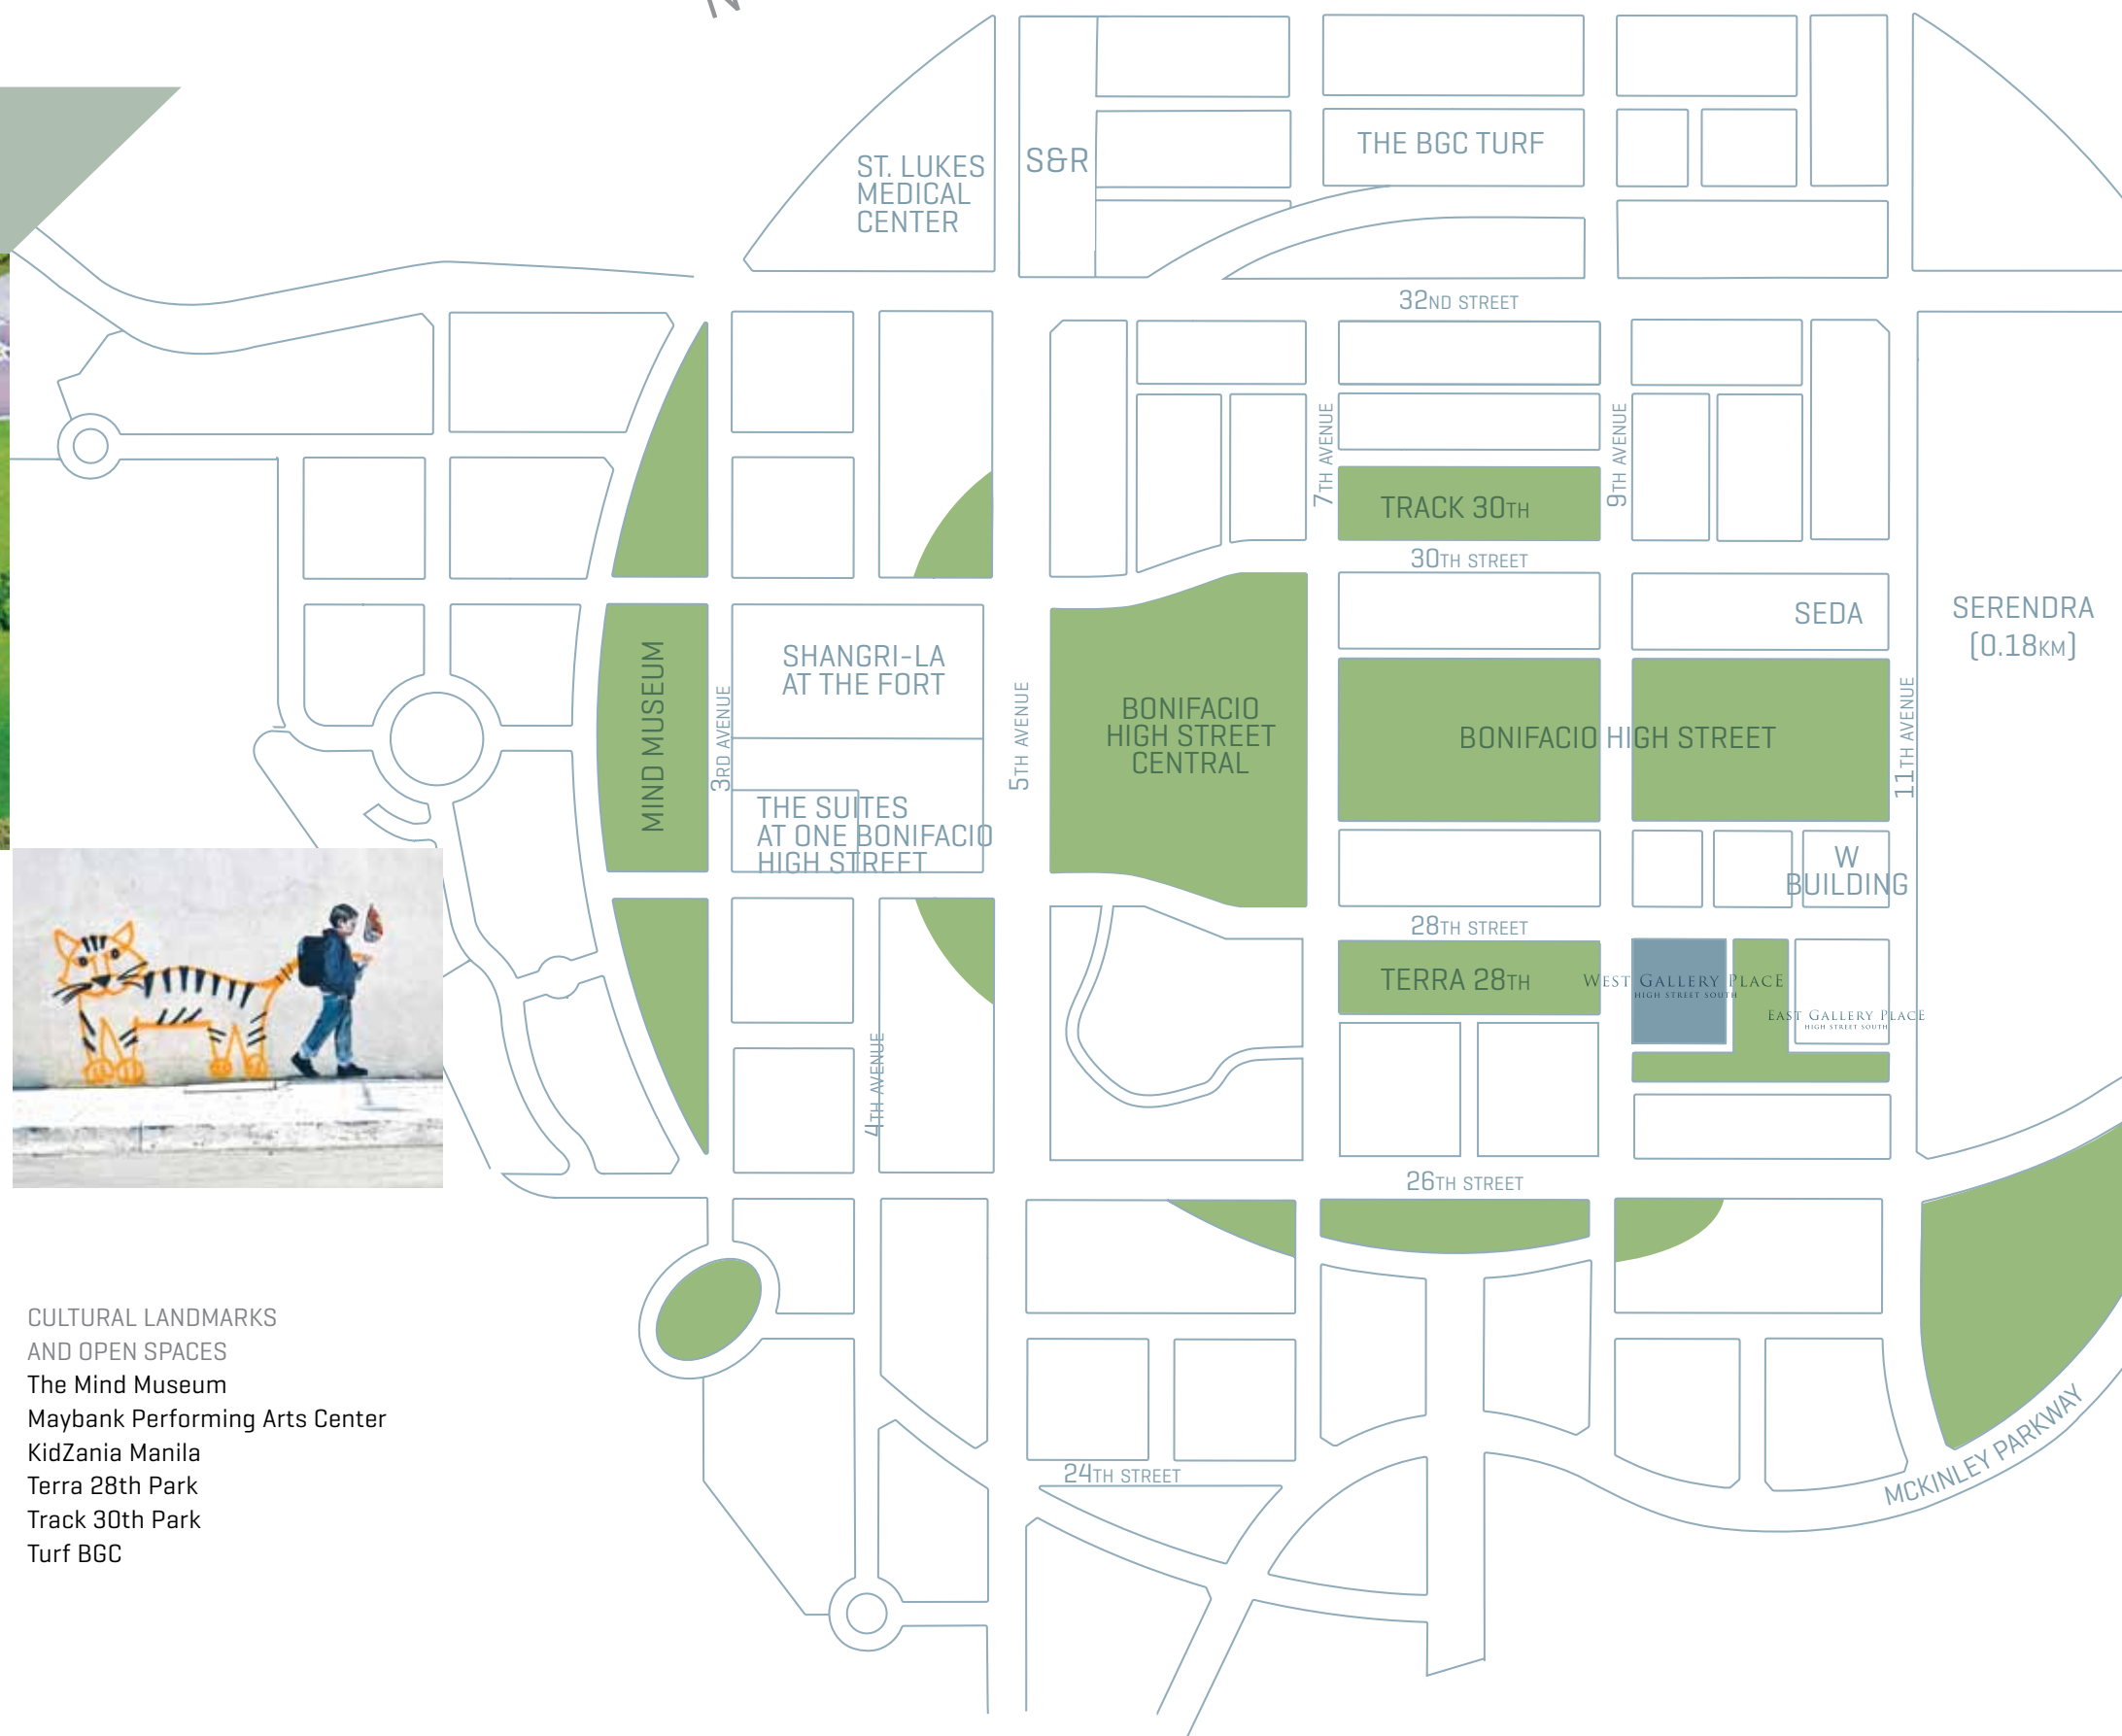 N
ST. LUKES
MEDICAL
CENTER
S&R
THE BGC TURF
32ND STREET
7TH AVENUE
9TH AVENUE
TRACK 30TH
30TH STREET
SEDA
SERENDRA
(0.18KM)
MIND MUSEUM
3RD AVENUE
SHANGRI-LA
AT THE FORT
THE SUITES
AT ONE BONIFACIO
HIGH STREET
5TH AVENUE
BONIFACIO
HIGH STREET
CENTRAL
BONIFACIO HIGH STREET
11TH AVENUE
W
BUILDING
28TH STREET
TERRA 28TH
WEST GALLERY PLACE
HIGH STREET SOUTH
EAST GALLERY PLACE
HIGH STREET SOUTH
4TH AVENUE
26TH STREET
24TH STREET
MCKINLEY PARKWAY
CULTURAL LANDMARKS
AND OPEN SPACES
The Mind Museum
Maybank Performing Arts Center
KidZania Manila
Terra 28th Park
Track 30th Park
Turf BGC